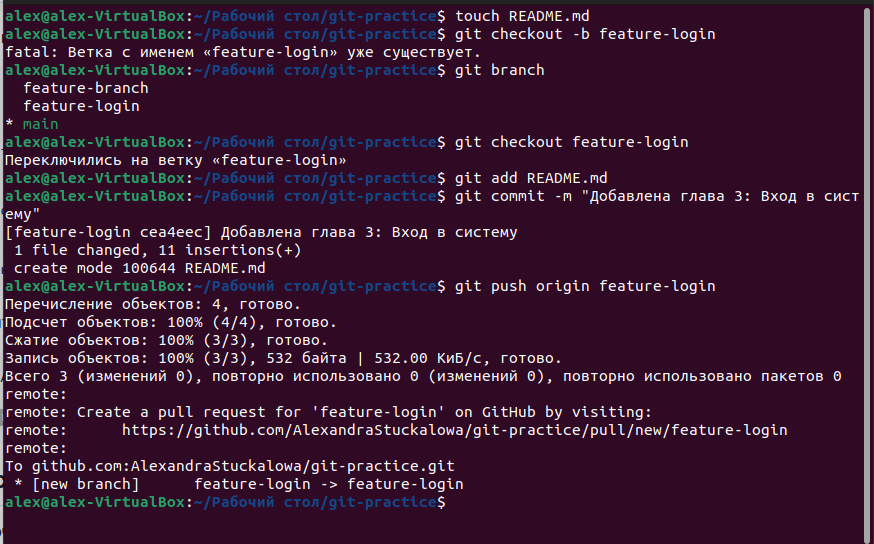 alex@alex-VirtualBox:~/Рабочий стол/git-practice$ touch README.md
alex@alex-VirtualBox:~/Рабочий стол/git-practice$ git checkout -b feature-login
fatal: Ветка с именем «feature-login» уже существует.
alex@alex-VirtualBox:~/Рабочий стол/git-practice$ git branch
  feature-branch
  feature-login
* main
alex@alex-VirtualBox:~/Рабочий стол/git-practice$ git checkout feature-login
Переключились на ветку «feature-login»
alex@alex-VirtualBox:~/Рабочий стол/git-practice$ git add README.md
alex@alex-VirtualBox:~/Рабочий стол/git-practice$ git commit -m "Добавлена глава 3: Вход в сист
ему"
[feature-login cea4eec] Добавлена глава 3: Вход в систему
 1 file changed, 11 insertions(+)
 create mode 100644 README.md
alex@alex-VirtualBox:~/Рабочий стол/git-practice$ git push origin feature-login
Перечисление объектов: 4, готово.
Подсчет объектов: 100% (4/4), готово.
Сжатие объектов: 100% (3/3), готово.
Запись объектов: 100% (3/3), 532 байта | 532.00 КиБ/с, готово.
Всего 3 (изменений 0), повторно использовано 0 (изменений 0), повторно использовано пакетов 0
remote:
remote: Create a pull request for 'feature-login' on GitHub by visiting:
remote:      https://github.com/AlexandraStuckalowa/git-practice/pull/new/feature-login
remote:
To github.com:AlexandraStuckalowa/git-practice.git
 * [new branch]      feature-login -> feature-login
alex@alex-VirtualBox:~/Рабочий стол/git-practice$